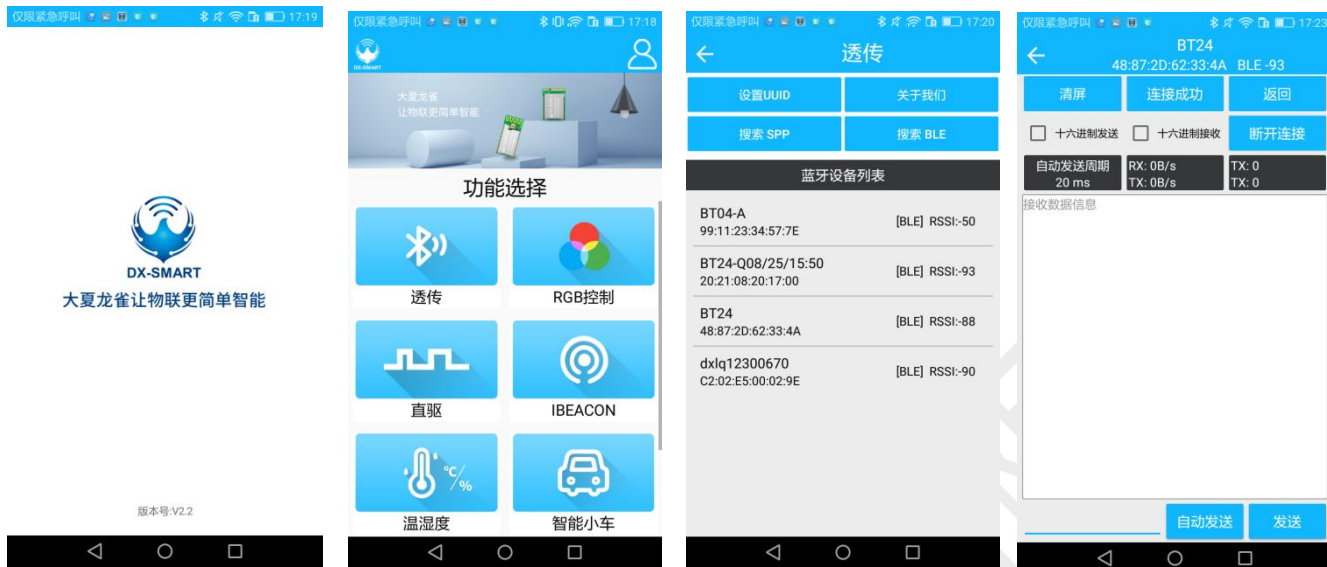 仅限紧急呼叫
17:19
DX-SMART
大夏龙雀让物联更简单智能
版本号:V2.2
仅限紧急呼叫
17:18
DX-SMART
大夏龙雀
让物联更简单智能
功能选择
透传
RGB控制
直驱
IBEACON
℃/%
温湿度
智能小车
仅限紧急呼叫
17:20
透传
设置UUID
关于我们
搜索 SPP
搜索 BLE
蓝牙设备列表
BT04-A
99:11:23:34:57:7E
[BLE] RSSI:-50
BT24-Q08/25/15:50
20:21:08:20:17:00
[BLE] RSSI:-93
BT24
48:87:2D:62:33:4A
[BLE] RSSI:-88
dxlq12300670
C2:02:E5:00:02:9E
[BLE] RSSI:-90
仅限紧急呼叫
17:23
BT24
48:87:2D:62:33:4A BLE -93
清屏
连接成功
返回
十六进制发送
十六进制接收
断开连接
自动发送周期
20 ms
RX: 0B/s
TX: 0B/s
TX: 0
TX: 0
接收数据信息
自动发送
发送